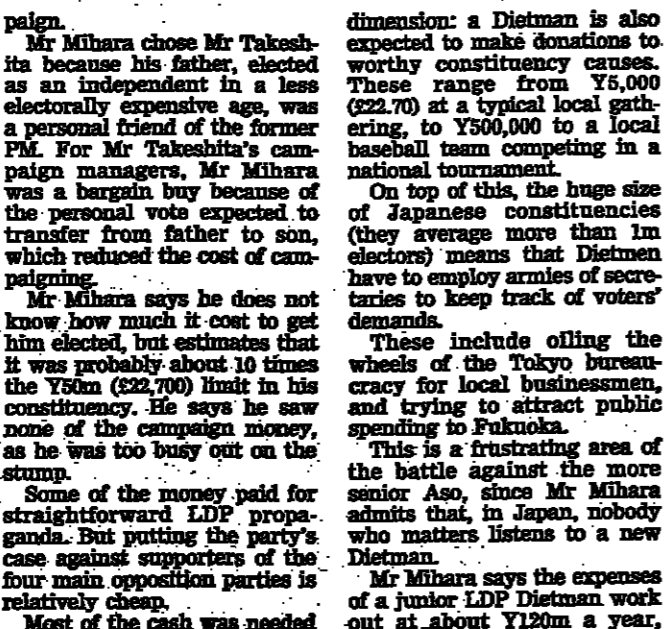 paign.
Mr Mihara chose Mr Takesh-
ita because his father, elected
as an independent in a less
electorally expensive age, was
a personal friend of the former
PM. For Mr Takeshita's cam-
paign managers, Mr Mihara
was a bargain buy because of
the personal vote expected to
transfer from father to son,
which reduced the cost of cam-
paigning.
Mr Mihara says he does not
know how much it cost to get
him elected, but estimates that
it was probably about 10 times
the Y50m (£22,700) limit in his
constituency. He says he saw
none of the campaign money,
as he was too busy out on the
stump.
Some of the money paid for
straightforward LDP propa-
ganda. But putting the party's
case against supporters of the
four main opposition parties is
relatively cheap.
Most of the cash was needed
dimension: a Dietman is also
expected to make donations to
worthy constituency causes.
These range from Y5,000
(£22.70) at a typical local gath-
ering, to Y500,000 to a local
baseball team competing in a
national tournament.
On top of this, the huge size
of Japanese constituencies
(they average more than 1m
electors) means that Dietmen
have to employ armies of secre-
taries to keep track of voters'
demands.
These include oiling the
wheels of the Tokyo bureau-
cracy for local businessmen,
and trying to attract public
spending to Fukuoka.
This is a frustrating area of
the battle against the more
senior Aso, since Mr Mihara
admits that, in Japan, nobody
who matters listens to a new
Dietman.
Mr Mihara says the expenses
of a junior LDP Dietman work
out at about Y120m a year,